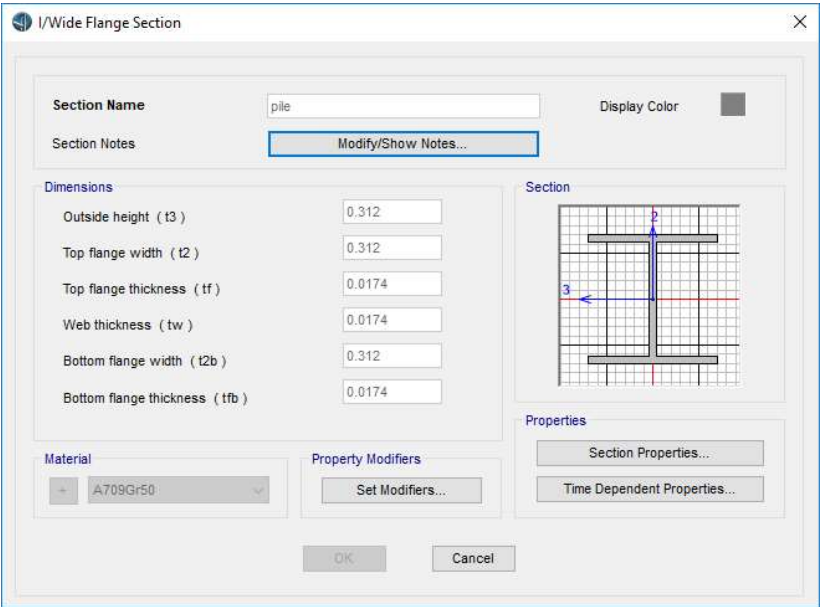 I/Wide Flange Section
Section Name
pile
Display Color
Section Notes
Modify/Show Notes...
Dimensions
Outside height ( t3 )
0.312
Top flange width ( t2 )
0.312
Top flange thickness ( tf )
0.0174
Web thickness ( tw )
0.0174
Bottom flange width ( t2b )
0.312
Bottom flange thickness ( tfb )
0.0174
Section
2
3
Properties
Section Properties...
Time Dependent Properties...
Material
+
A709Gr50
Property Modifiers
Set Modifiers...
OK
Cancel